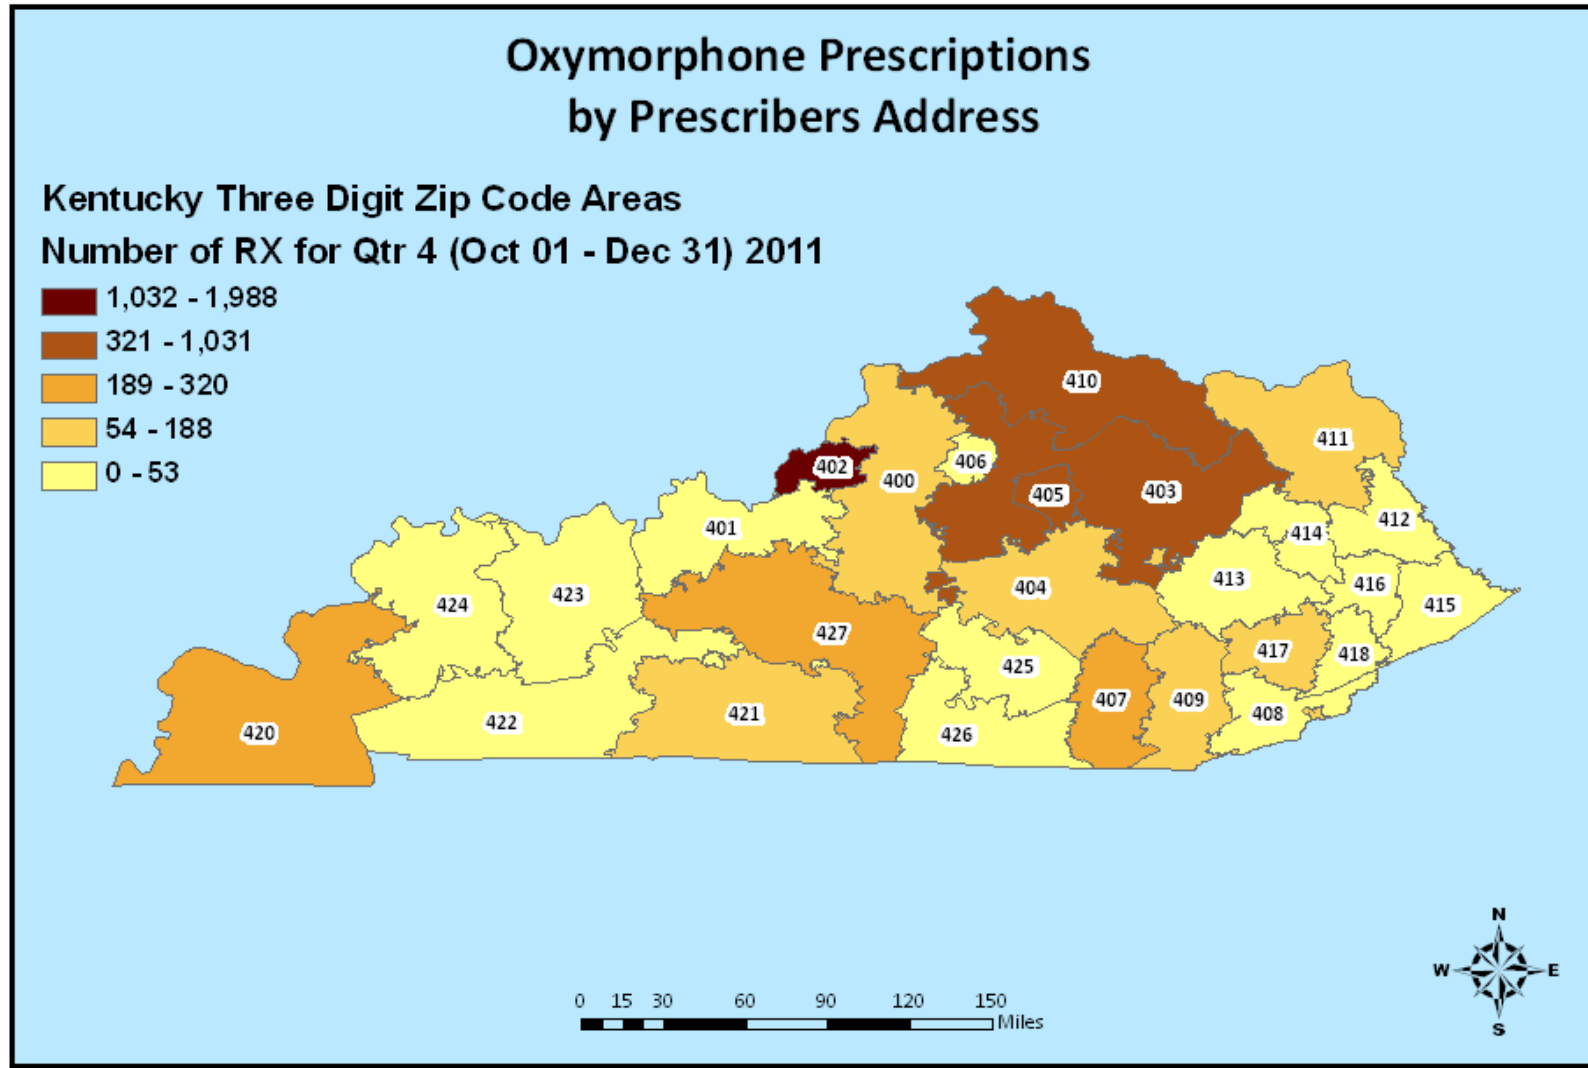 Oxymorphone Prescriptions
by Prescribers Address
Kentucky Three Digit Zip Code Areas
Number of RX for Qtr 4 (Oct 01 - Dec 31) 2011
1,032 - 1,988
321 - 1,031
189 - 320
54 - 188
0 - 53
410
411
406
402
400
405
403
412
401
414
413
416
404
423
424
415
427
417
418
425
407
409
408
421
422
420
426
N
W E
S
0 15 30 60 90 120 150
Miles